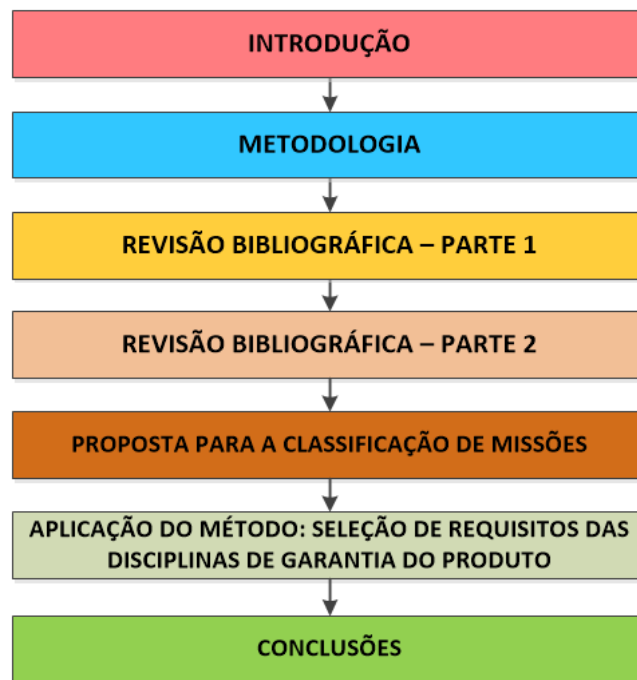 INTRODUÇÃO
METODOLOGIA
REVISÃO BIBLIOGRÁFICA – PARTE 1
REVISÃO BIBLIOGRÁFICA – PARTE 2
PROPOSTA PARA A CLASSIFICAÇÃO DE MISSÕES
APLICAÇÃO DO MÉTODO: SELEÇÃO DE REQUISITOS DAS
DISCIPLINAS DE GARANTIA DO PRODUTO
CONCLUSÕES